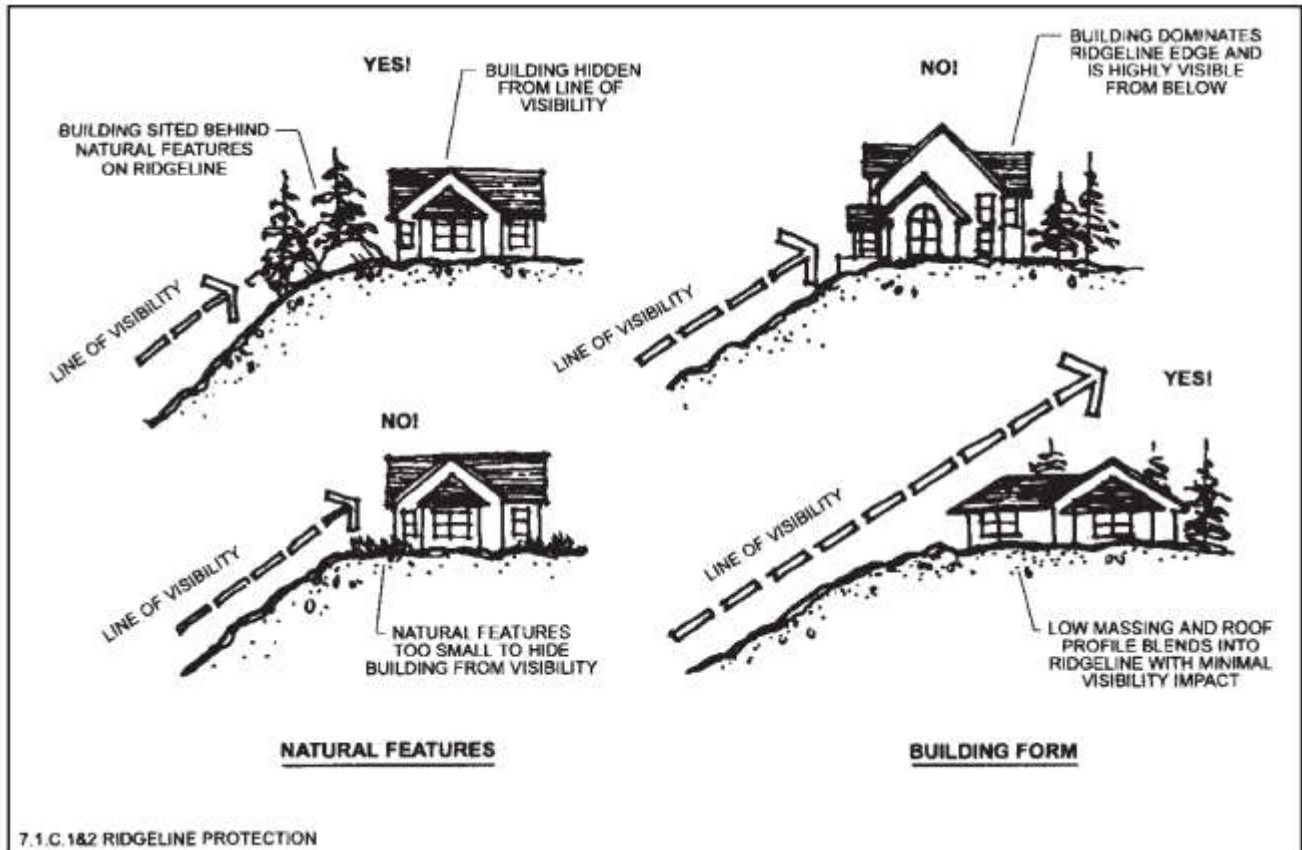 YES!
BUILDING HIDDEN
FROM LINE OF
VISIBILITY
BUILDING SITED BEHIND
NATURAL FEATURES
ON RIDGELINE
LINE OF VISIBILITY
NO!
LINE OF VISIBILITY
NATURAL FEATURES
TOO SMALL TO HIDE
BUILDING FROM VISIBILITY
NATURAL FEATURES
NO!
BUILDING DOMINATES
RIDGELINE EDGE AND
IS HIGHLY VISIBLE
FROM BELOW
LINE OF VISIBILITY
YES!
LINE OF VISIBILITY
LOW MASSING AND ROOF
PROFILE BLENDS INTO
RIDGELINE WITH MINIMAL
VISIBILITY IMPACT
BUILDING FORM
7.1.C.1&2 RIDGELINE PROTECTION